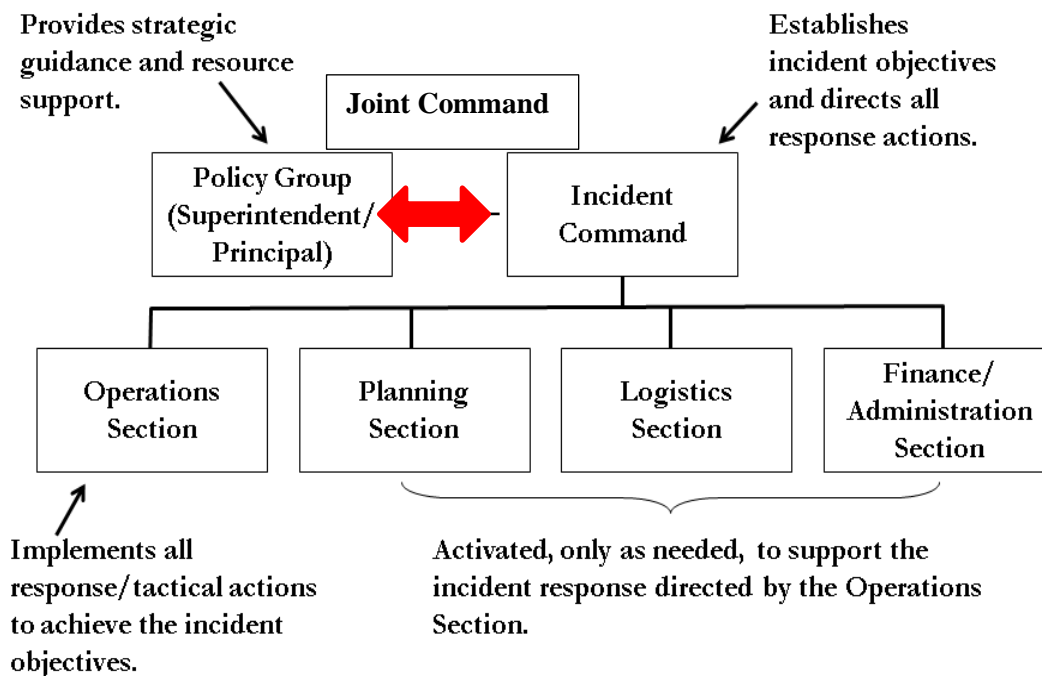 Provides strategic
guidance and resource
support.
Establishes
incident objectives
and directs all
response actions.
Joint Command
Policy Group
(Superintendent/
Principal)
Incident
Command
Operations
Section
Planning
Section
Logistics
Section
Finance/
Administration
Section
Implements all
response/tactical actions
to achieve the incident
objectives.
Activated, only as needed, to support the
incident response directed by the Operations
Section.